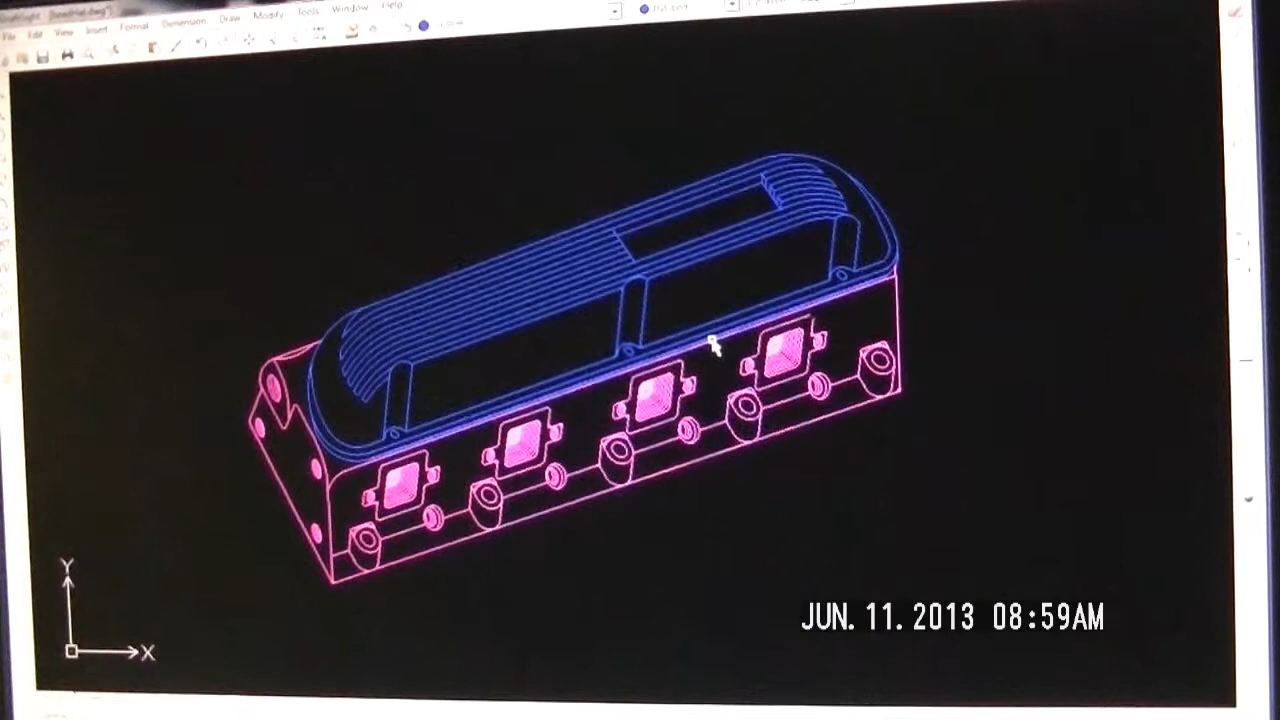 File Edit View Insert Format Dimension Draw Modify Tools Window Help
Y
X
JUN. 11. 2013 08:59AM